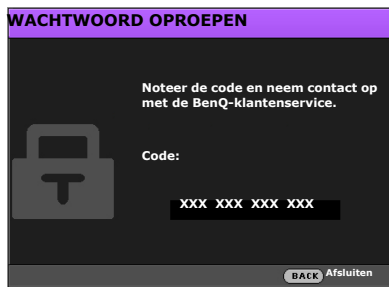 WACHTWOORD OPROEPEN
Noteer de code en neem contact op
met de BenQ-klantenservice.
Code:
XXX XXX XXX XXX
BACK Afsluiten